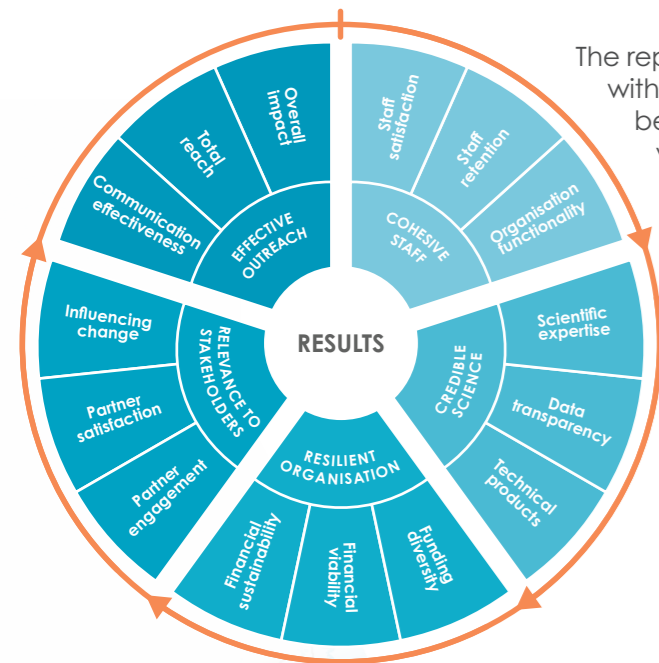 The rep
with
be
Staff
satisfaction
Staff
retention
Organisation
functionality
COHESIVE
STAFF
Scientific
expertise
Data
transparency
Technical
products
CREDIBLE
SCIENCE
Funding
diversity
Financial
viability
Financial
sustainability
RESILIENT
ORGANISATION
Partner
engagement
Partner
satisfaction
Influencing
change
RELEVANCE TO
STAKEHOLDERS
Communication
effectiveness
Total
reach
Overall
impact
EFFECTIVE
OUTREACH
RESULTS